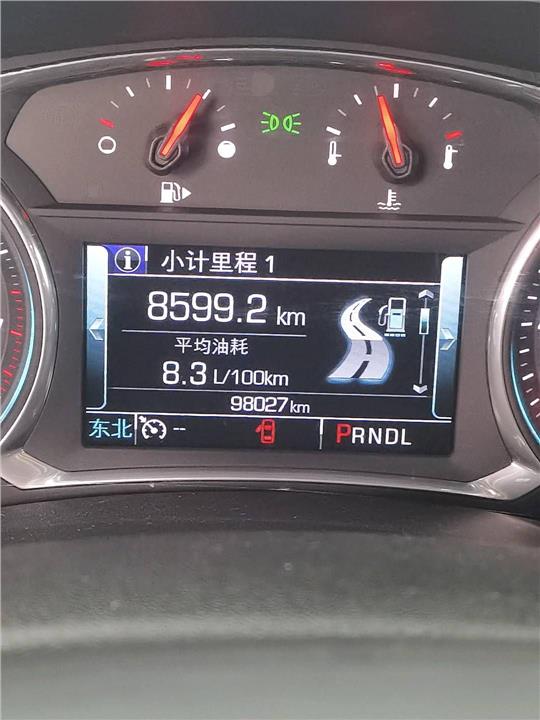 小计里程 1
8599.2 km
平均油耗
8.3 L/100km
98027 km
东北 -- PRNDL